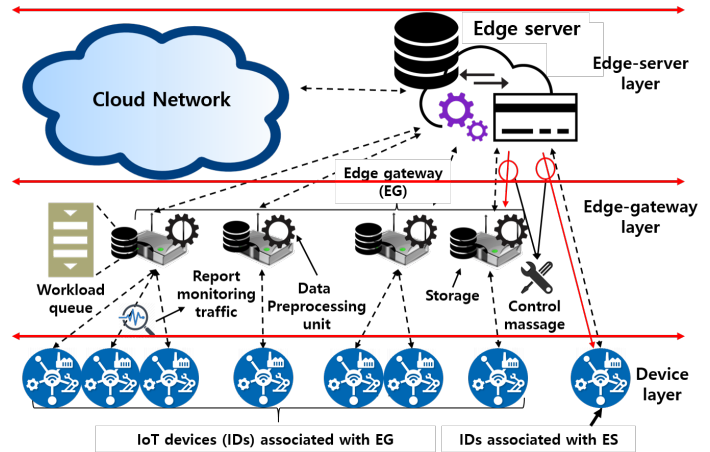 Edge server
Edge-server
layer
Cloud Network
Edge gateway
(EG)
Edge-gateway
layer
Workload
queue
Report
monitoring
traffic
Data
Preprocessing
unit
Storage
Control
massage
Device
layer
IoT devices (IDs) associated with EG
IDs associated with ES